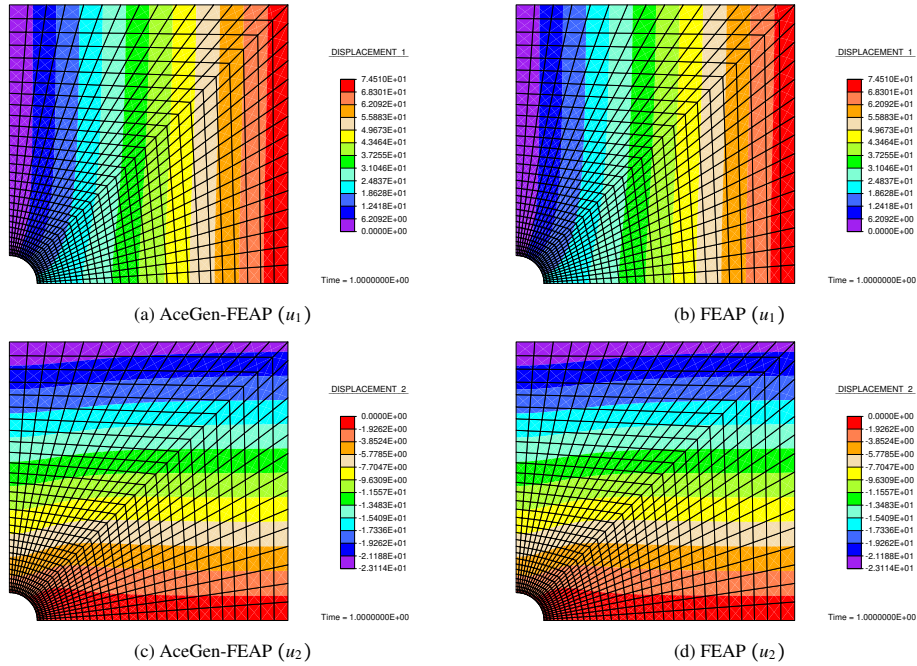 DISPLACEMENT 1
7.4510E+01
6.8301E+01
6.2092E+01
5.5883E+01
4.9673E+01
4.3464E+01
3.7255E+01
3.1046E+01
2.4837E+01
1.8628E+01
1.2418E+01
6.2092E+00
0.0000E+00
Time = 1.0000000E+00
(a) AceGen-FEAP (u1)
DISPLACEMENT 1
7.4510E+01
6.8301E+01
6.2092E+01
5.5883E+01
4.9673E+01
4.3464E+01
3.7255E+01
3.1046E+01
2.4837E+01
1.8628E+01
1.2418E+01
6.2092E+00
0.0000E+00
Time = 1.0000000E+00
(b) FEAP (u1)
DISPLACEMENT 2
0.0000E+00
-1.9262E+00
-3.8524E+00
-5.7785E+00
-7.7047E+00
-9.6309E+00
-1.1557E+01
-1.3483E+01
-1.5409E+01
-1.7336E+01
-1.9262E+01
-2.1188E+01
-2.3114E+01
Time = 1.0000000E+00
(c) AceGen-FEAP (u2)
DISPLACEMENT 2
0.0000E+00
-1.9262E+00
-3.8524E+00
-5.7785E+00
-7.7047E+00
-9.6309E+00
-1.1557E+01
-1.3483E+01
-1.5409E+01
-1.7336E+01
-1.9262E+01
-2.1188E+01
-2.3114E+01
Time = 1.0000000E+00
(d) FEAP (u2)